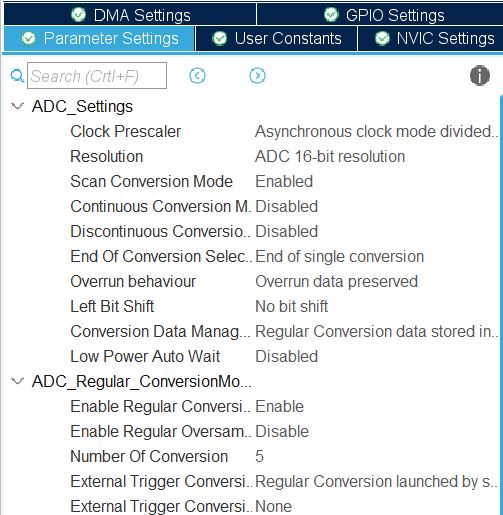 DMA Settings GPIO Settings
Parameter Settings User Constants NVIC Settings
Search (CrtI+F)
ADC_Settings
Clock Prescaler Asynchronous clock mode divided...
Resolution ADC 16-bit resolution
Scan Conversion Mode Enabled
Continuous Conversion M.. Disabled
Discontinuous Conversio.. Disabled
End Of Conversion Selec.. End of single conversion
Overrun behaviour Overrun data preserved
Left Bit Shift No bit shift
Conversion Data Manag... Regular Conversion data stored in...
Low Power Auto Wait Disabled
ADC_Regular_ConversionMo...
Enable Regular Conversi.. Enable
Enable Regular Oversam.. Disable
Number Of Conversion 5
External Trigger Conversi.. Regular Conversion launched by s...
External Trigger Conversi.. None